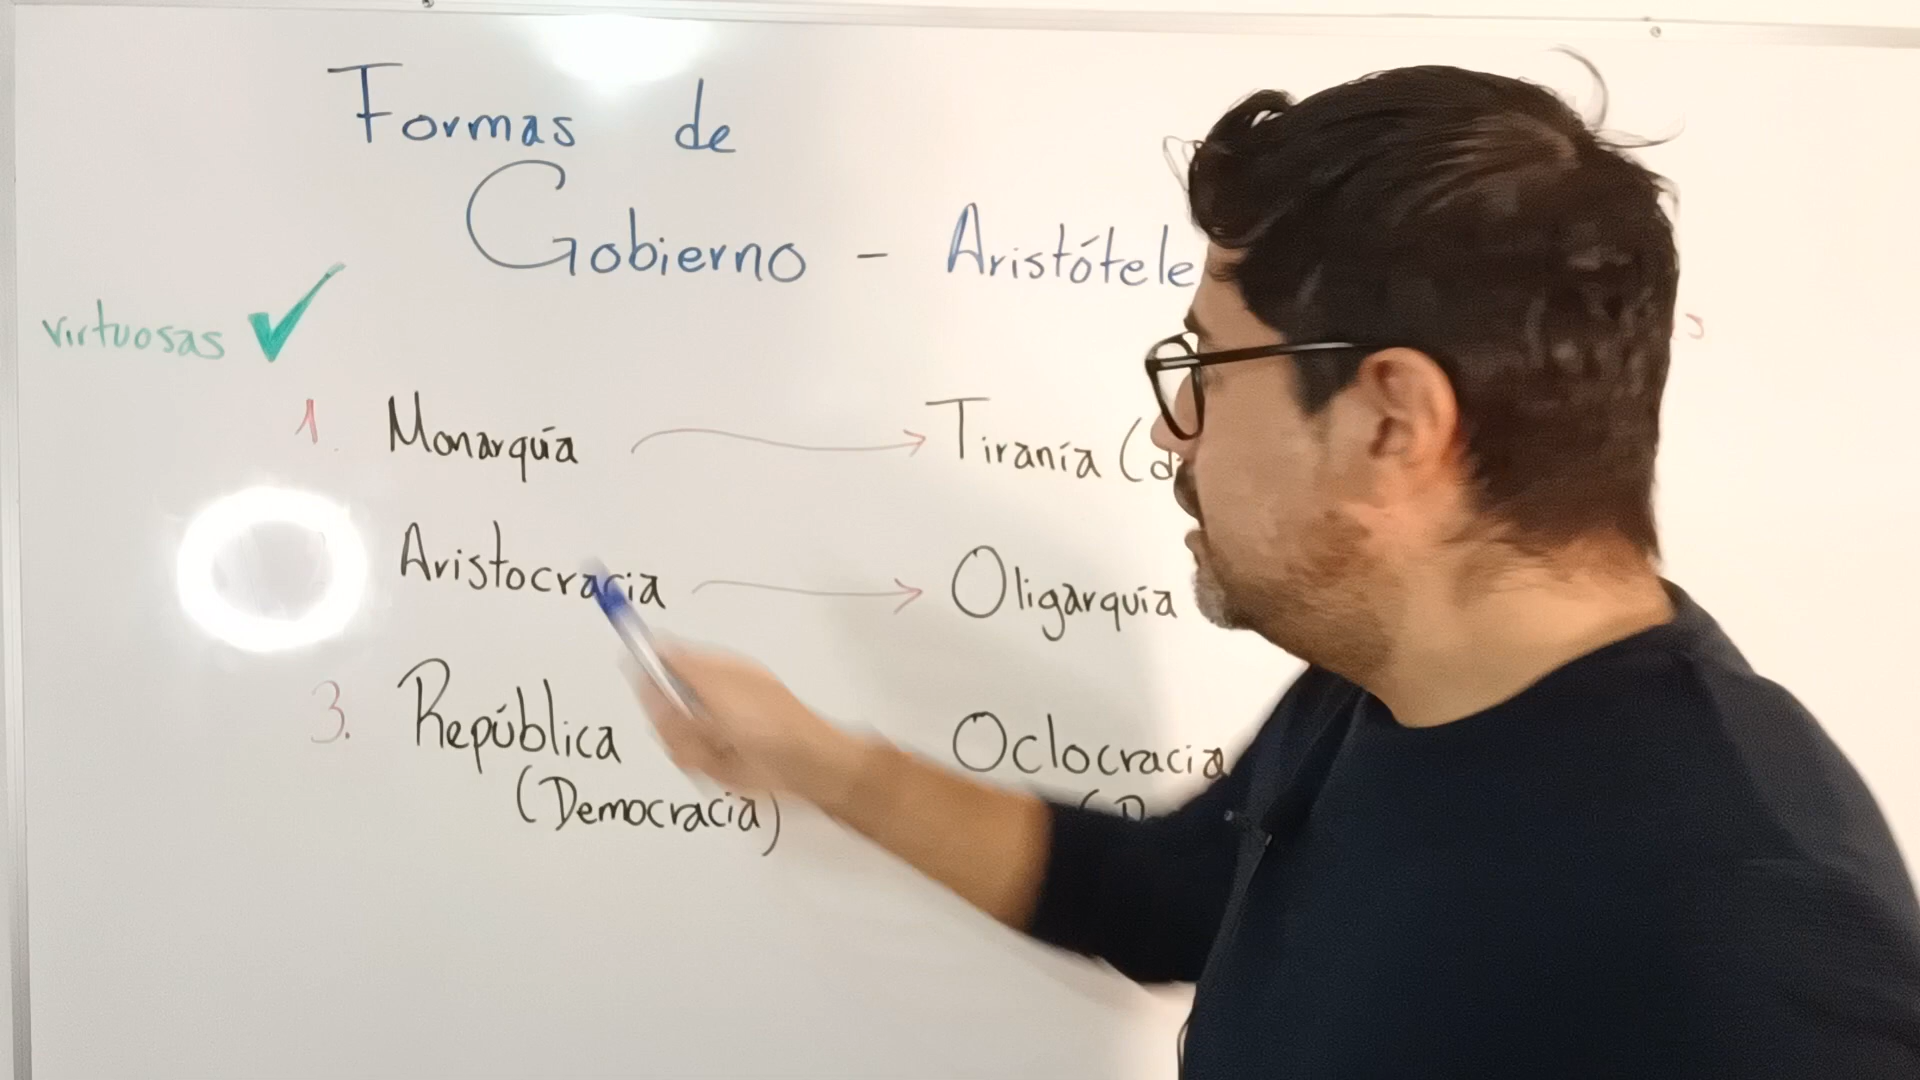 Formas de
Gobierno - Aristótele
virtuosas ✓
1. Monarquía → Tiranía (
Aristocracia → Oligarquía
3. República Oclocracia
(Democracia) (D